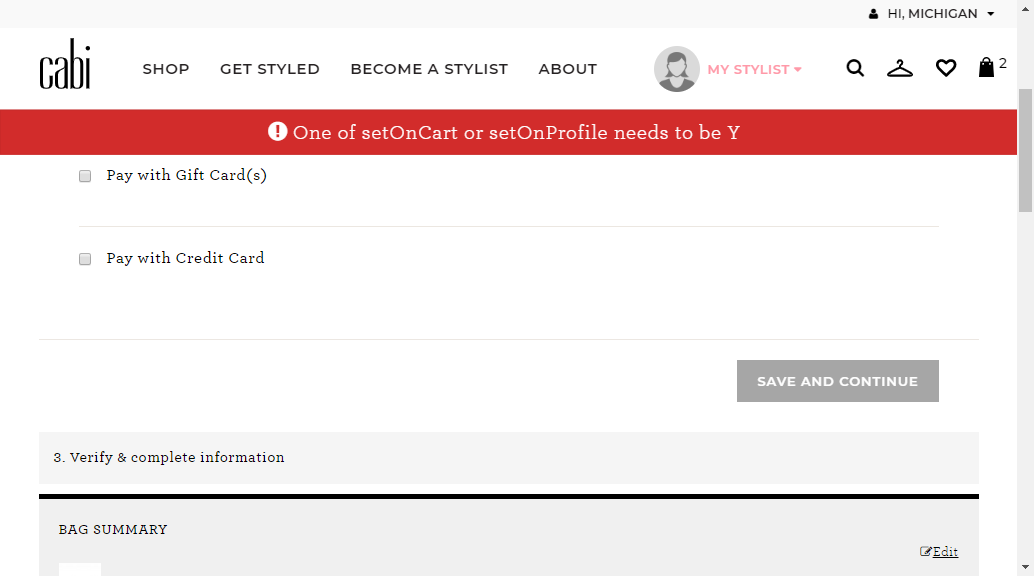 HI, MICHIGAN
cabi
SHOP GET STYLED BECOME A STYLIST ABOUT MY STYLIST 2
One of setOnCart or setOnProfile needs to be Y
Pay with Gift Card(s)
Pay with Credit Card
SAVE AND CONTINUE
3. Verify & complete information
BAG SUMMARY
Edit